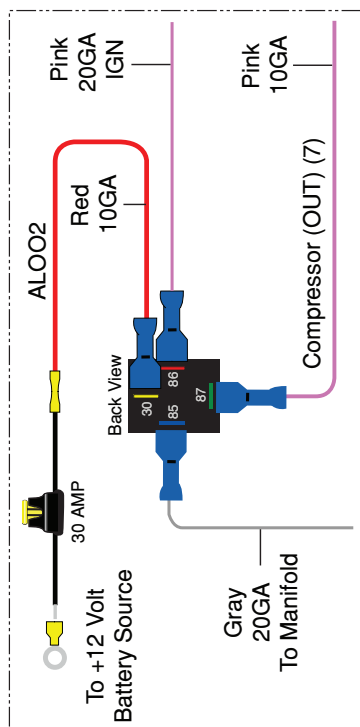 Pink
20GA
IGN
Pink
10GA
ALOO2
Red
10GA
Compressor (OUT) (7)
Back View
30
86
85
87
30 AMP
To +12 Volt
Battery Source
Gray
20GA
To Manifold